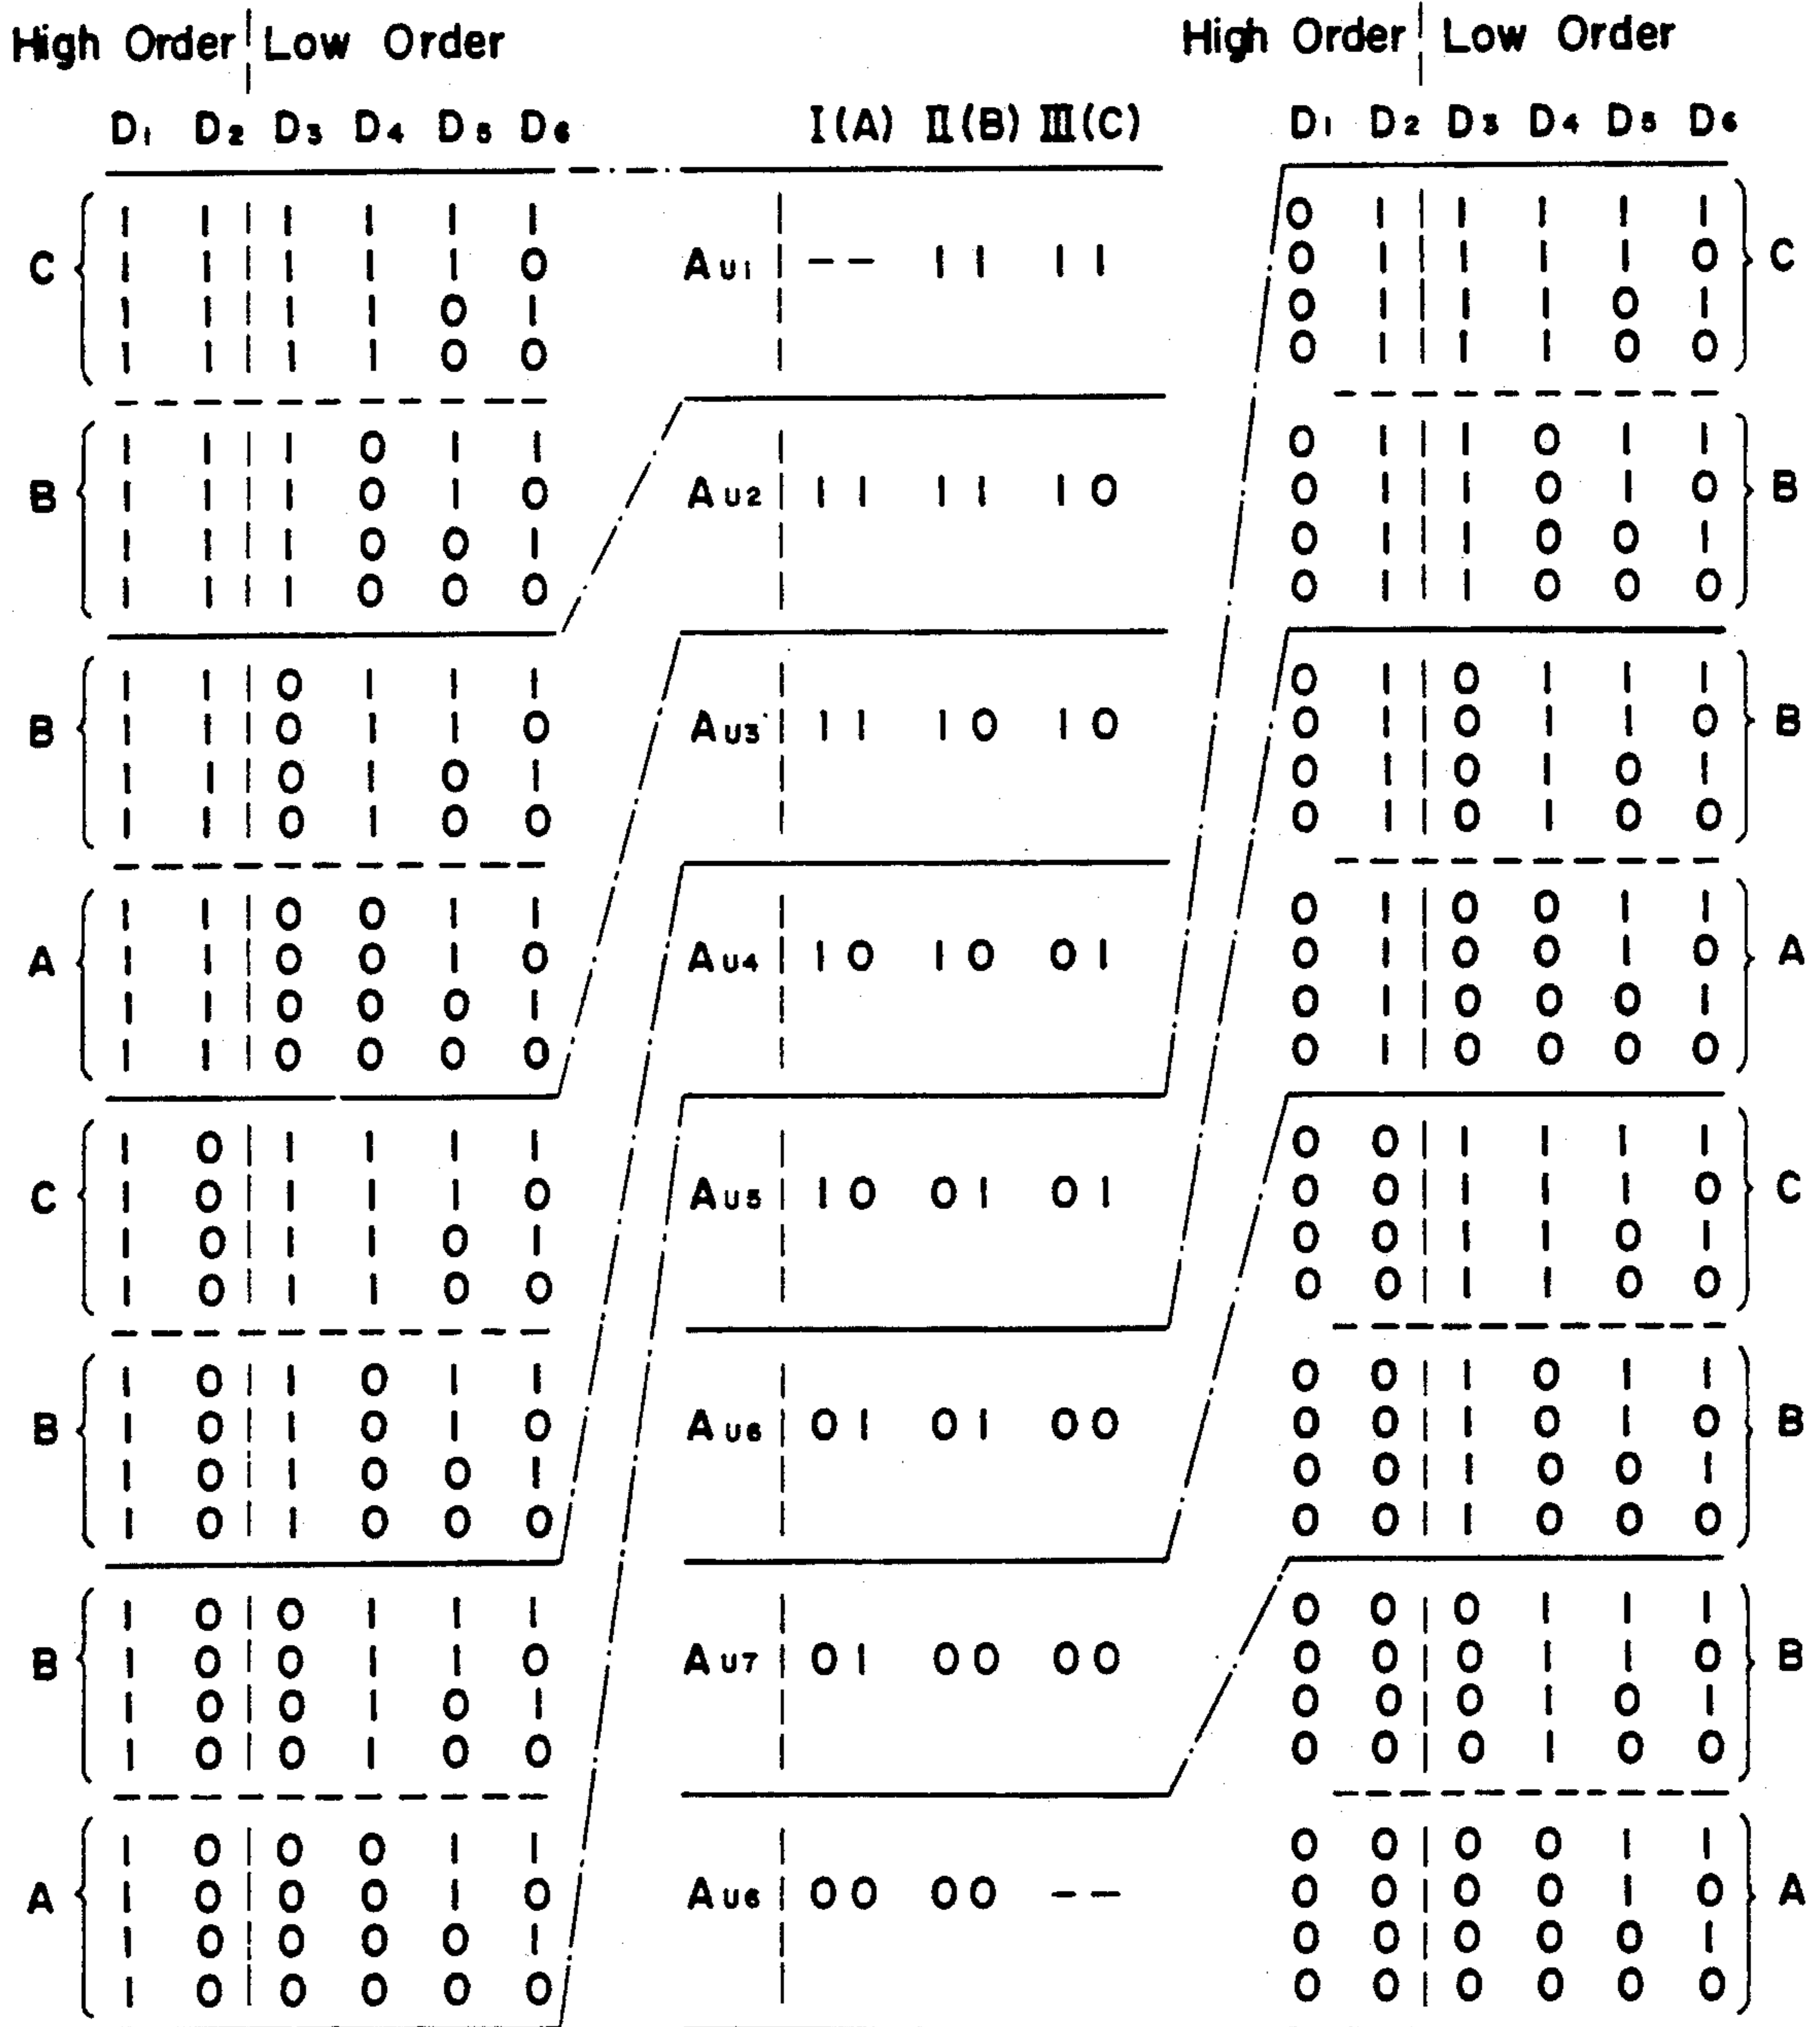 High Order Low Order
D1 D2 D3 D4 D5 D6
C
1 1 1 1 1 1
1 1 1 1 1 0
1 1 1 1 0 1
1 1 1 1 0 0
B
1 1 1 0 1 1
1 1 1 0 1 0
1 1 1 0 0 1
1 1 1 0 0 0
B
1 1 0 1 1 1
1 1 0 1 1 0
1 1 0 1 0 1
1 1 0 1 0 0
A
1 1 0 0 1 1
1 1 0 0 1 0
1 1 0 0 0 1
1 1 0 0 0 0
C
1 0 1 1 1 1
1 0 1 1 1 0
1 0 1 1 0 1
1 0 1 1 0 0
B
1 0 1 0 1 1
1 0 1 0 1 0
1 0 1 0 0 1
1 0 1 0 0 0
B
1 0 0 1 1 1
1 0 0 1 1 0
1 0 0 1 0 1
1 0 0 1 0 0
A
1 0 0 0 1 1
1 0 0 0 1 0
1 0 0 0 0 1
1 0 0 0 0 0
I(A) II(B) III(C)
AU1 -- 11 11
AU2 11 11 10
AU3 11 10 10
AU4 10 10 01
AU5 10 01 01
AU6 01 01 00
AU7 01 00 00
AU8 00 00 --
High Order Low Order
D1 D2 D3 D4 D5 D6
0 1 1 1 1 1
0 1 1 1 1 0
0 1 1 1 0 1
0 1 1 1 0 0
C
0 1 1 0 1 1
0 1 1 0 1 0
0 1 1 0 0 1
0 1 1 0 0 0
B
0 1 0 1 1 1
0 1 0 1 1 0
0 1 0 1 0 1
0 1 0 1 0 0
B
0 1 0 0 1 1
0 1 0 0 1 0
0 1 0 0 0 1
0 1 0 0 0 0
A
0 0 1 1 1 1
0 0 1 1 1 0
0 0 1 1 0 1
0 0 1 1 0 0
C
0 0 1 0 1 1
0 0 1 0 1 0
0 0 1 0 0 1
0 0 1 0 0 0
B
0 0 0 1 1 1
0 0 0 1 1 0
0 0 0 1 0 1
0 0 0 1 0 0
B
0 0 0 0 1 1
0 0 0 0 1 0
0 0 0 0 0 1
0 0 0 0 0 0
A